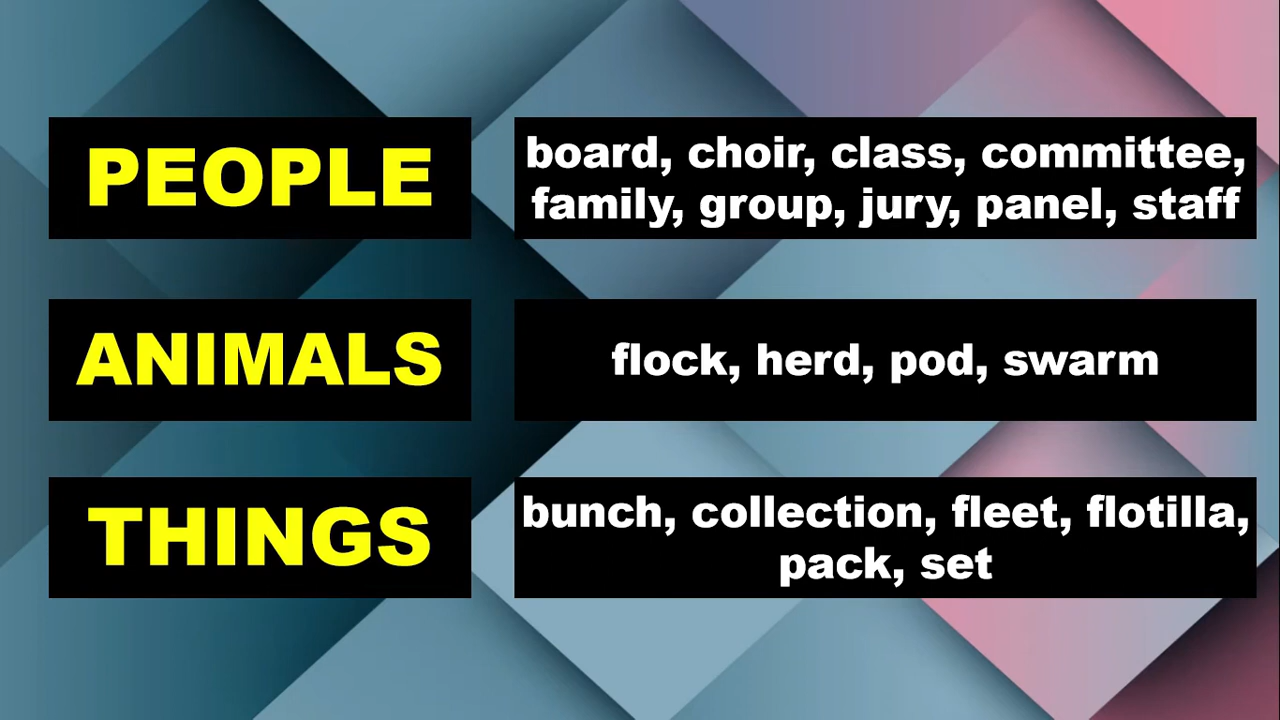 PEOPLE
board, choir, class, committee,
family, group, jury, panel, staff
ANIMALS
flock, herd, pod, swarm
THINGS
bunch, collection, fleet, flotilla,
pack, set